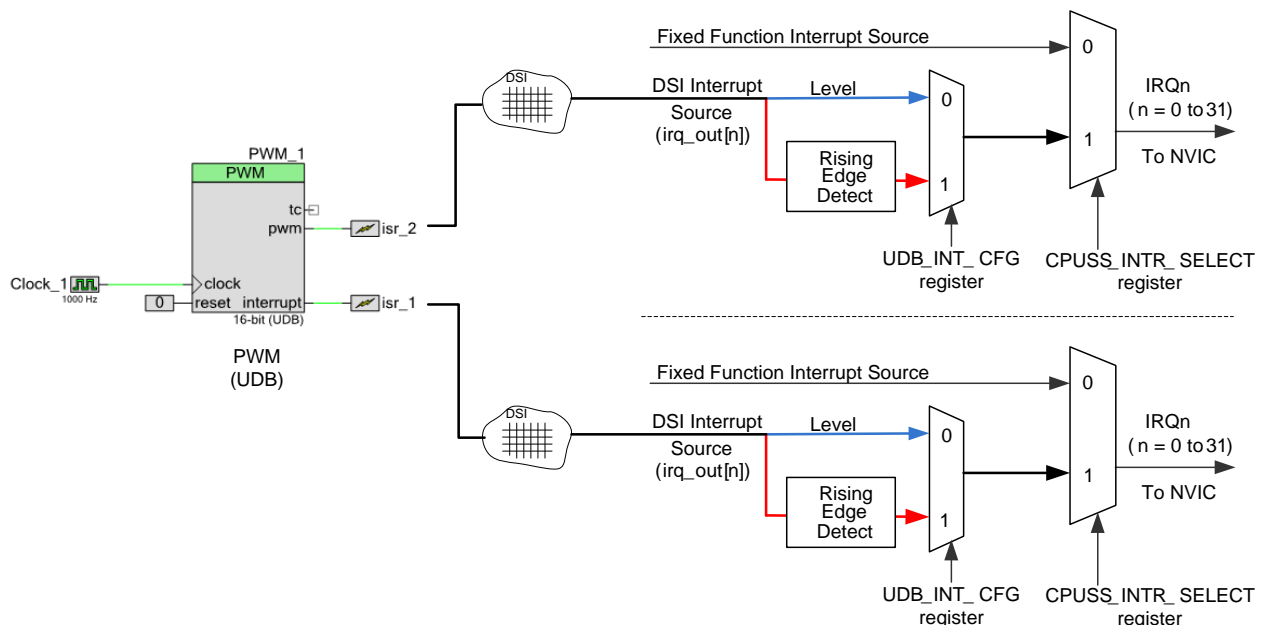 PWM_1
PWM
tc
pwm
isr_2
Clock_1
1000 Hz
clock
0
reset
interrupt
isr_1
16-bit (UDB)
PWM
(UDB)
DSI
Fixed Function Interrupt Source
DSI Interrupt
Source
(irq_out[n])
Level
Rising
Edge
Detect
0
1
UDB_INT_ CFG
register
0
1
CPUSS_INTR_ SELECT
register
IRQn
( n = 0 to 31)
To NVIC
DSI
Fixed Function Interrupt Source
DSI Interrupt
Source
(irq_out[n])
Level
Rising
Edge
Detect
0
1
UDB_INT_ CFG
register
0
1
CPUSS_INTR_ SELECT
register
IRQn
( n = 0 to 31)
To NVIC